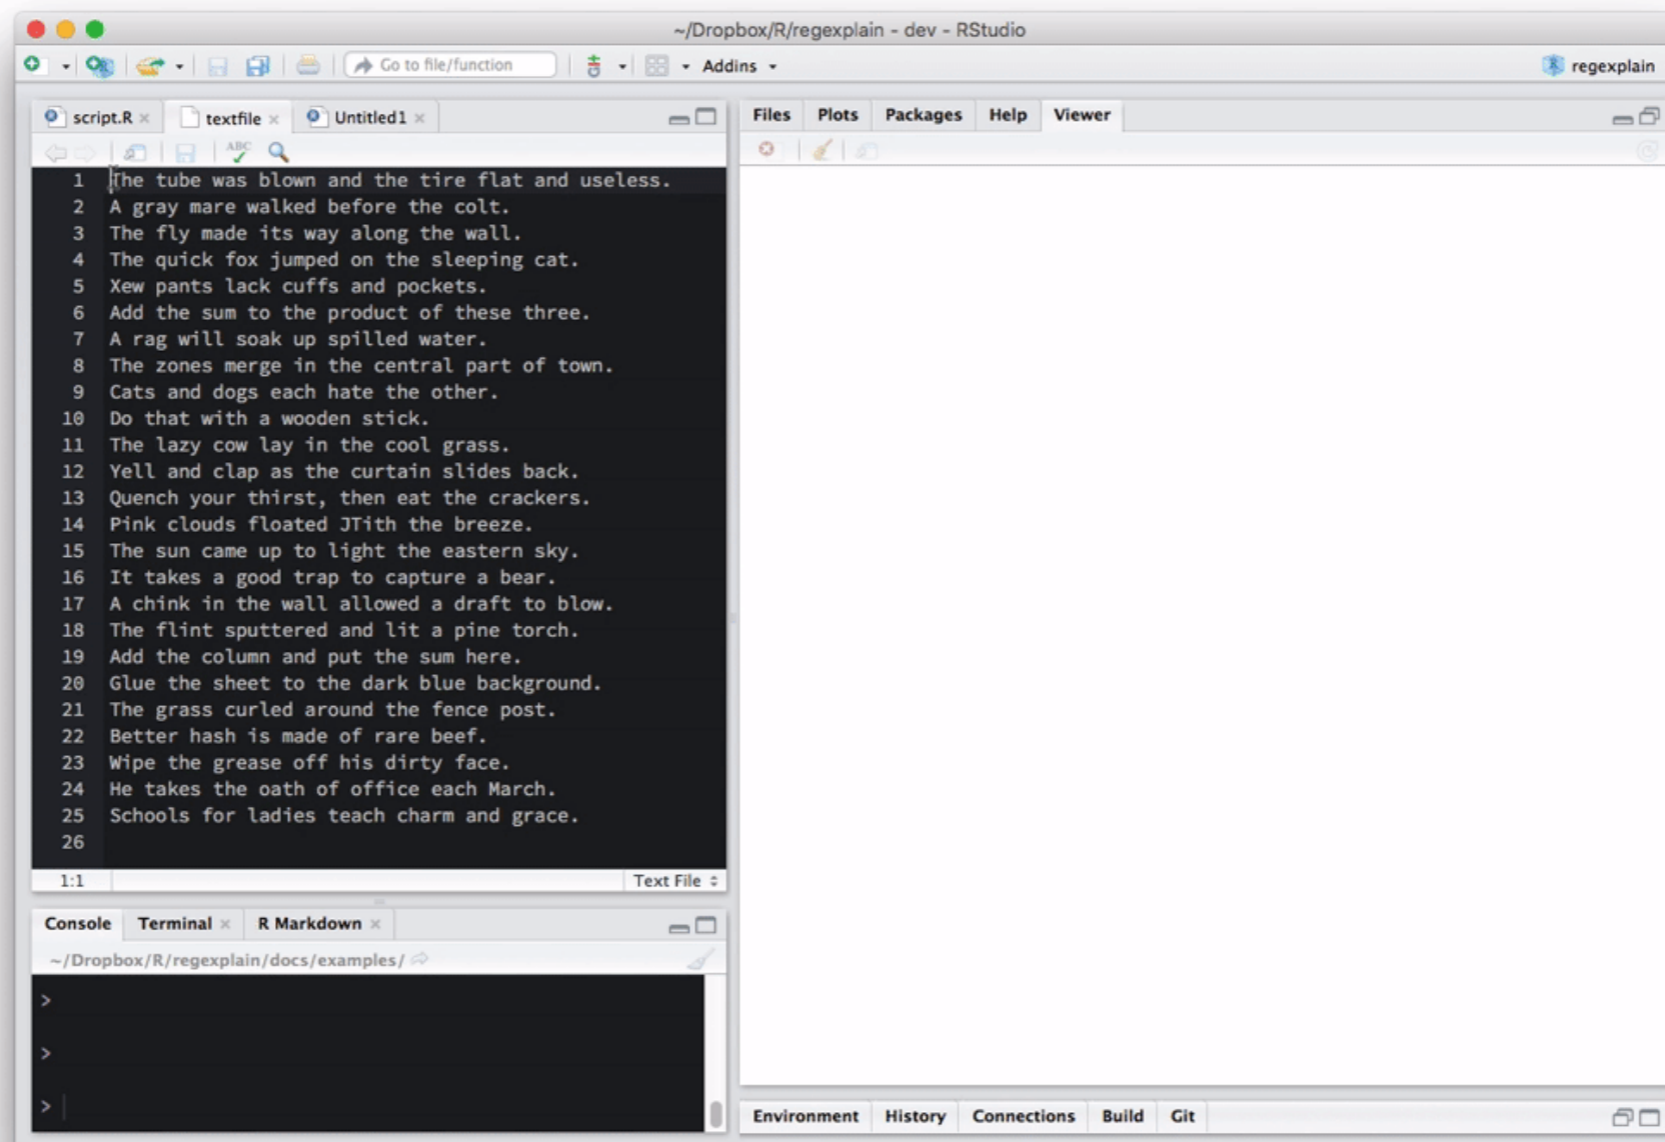 ~/Dropbox/R/regexplain - dev - RStudio
Go to file/function
Addins
regexplain
script.R
textfile
Untitled1
ABC
1 The tube was blown and the tire flat and useless.
2 A gray mare walked before the colt.
3 The fly made its way along the wall.
4 The quick fox jumped on the sleeping cat.
5 Xew pants lack cuffs and pockets.
6 Add the sum to the product of these three.
7 A rag will soak up spilled water.
8 The zones merge in the central part of town.
9 Cats and dogs each hate the other.
10 Do that with a wooden stick.
11 The lazy cow lay in the cool grass.
12 Yell and clap as the curtain slides back.
13 Quench your thirst, then eat the crackers.
14 Pink clouds floated JTith the breeze.
15 The sun came up to light the eastern sky.
16 It takes a good trap to capture a bear.
17 A chink in the wall allowed a draft to blow.
18 The flint sputtered and lit a pine torch.
19 Add the column and put the sum here.
20 Glue the sheet to the dark blue background.
21 The grass curled around the fence post.
22 Better hash is made of rare beef.
23 Wipe the grease off his dirty face.
24 He takes the oath of office each March.
25 Schools for ladies teach charm and grace.
26
1:1
Text File
Console Terminal R Markdown
~/Dropbox/R/regexplain/docs/examples/
>
>
>
Files Plots Packages Help Viewer
Environment History Connections Build Git